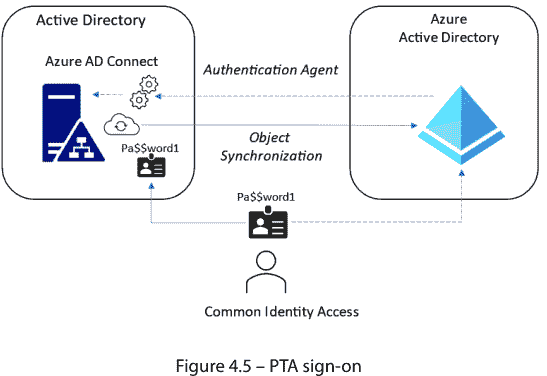 Active Directory
Azure
Active Directory
Azure AD Connect
Authentication Agent
Object
Synchronization
Pa$$word1
Pa$$word1
Common Identity Access
Figure 4.5 – PTA sign-on